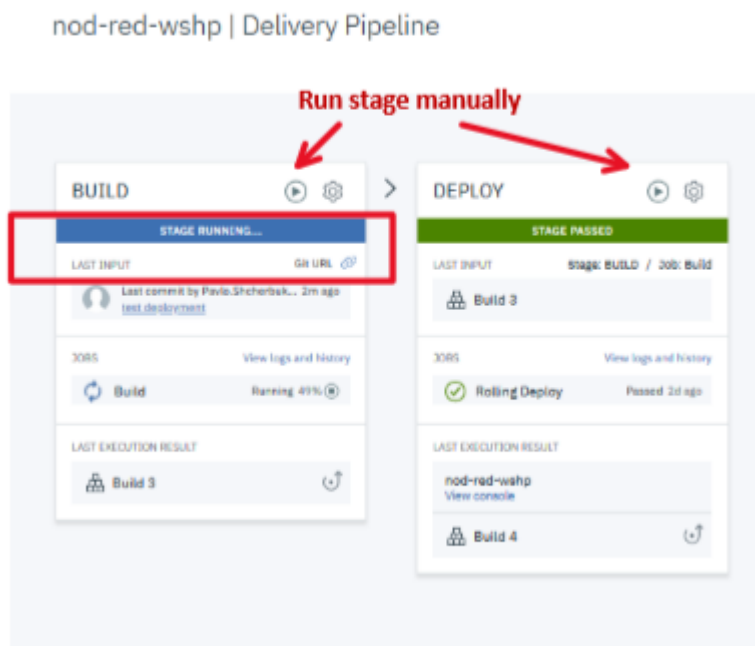 nod-red-wshp | Delivery Pipeline
Run stage manually
BUILD
STAGE RUNNING...
LAST INPUT Git URL
Last commit by Pavlo.Shcherbak... 2m ago
test deployment
JOBS View logs and history
Build Running 49%
LAST EXECUTION RESULT
Build 3
DEPLOY
STAGE PASSED
LAST INPUT Stage: BUILD / Job: Build
Build 3
JOBS View logs and history
Rolling Deploy Passed 2d ago
LAST EXECUTION RESULT
nod-red-wshp
View console
Build 4